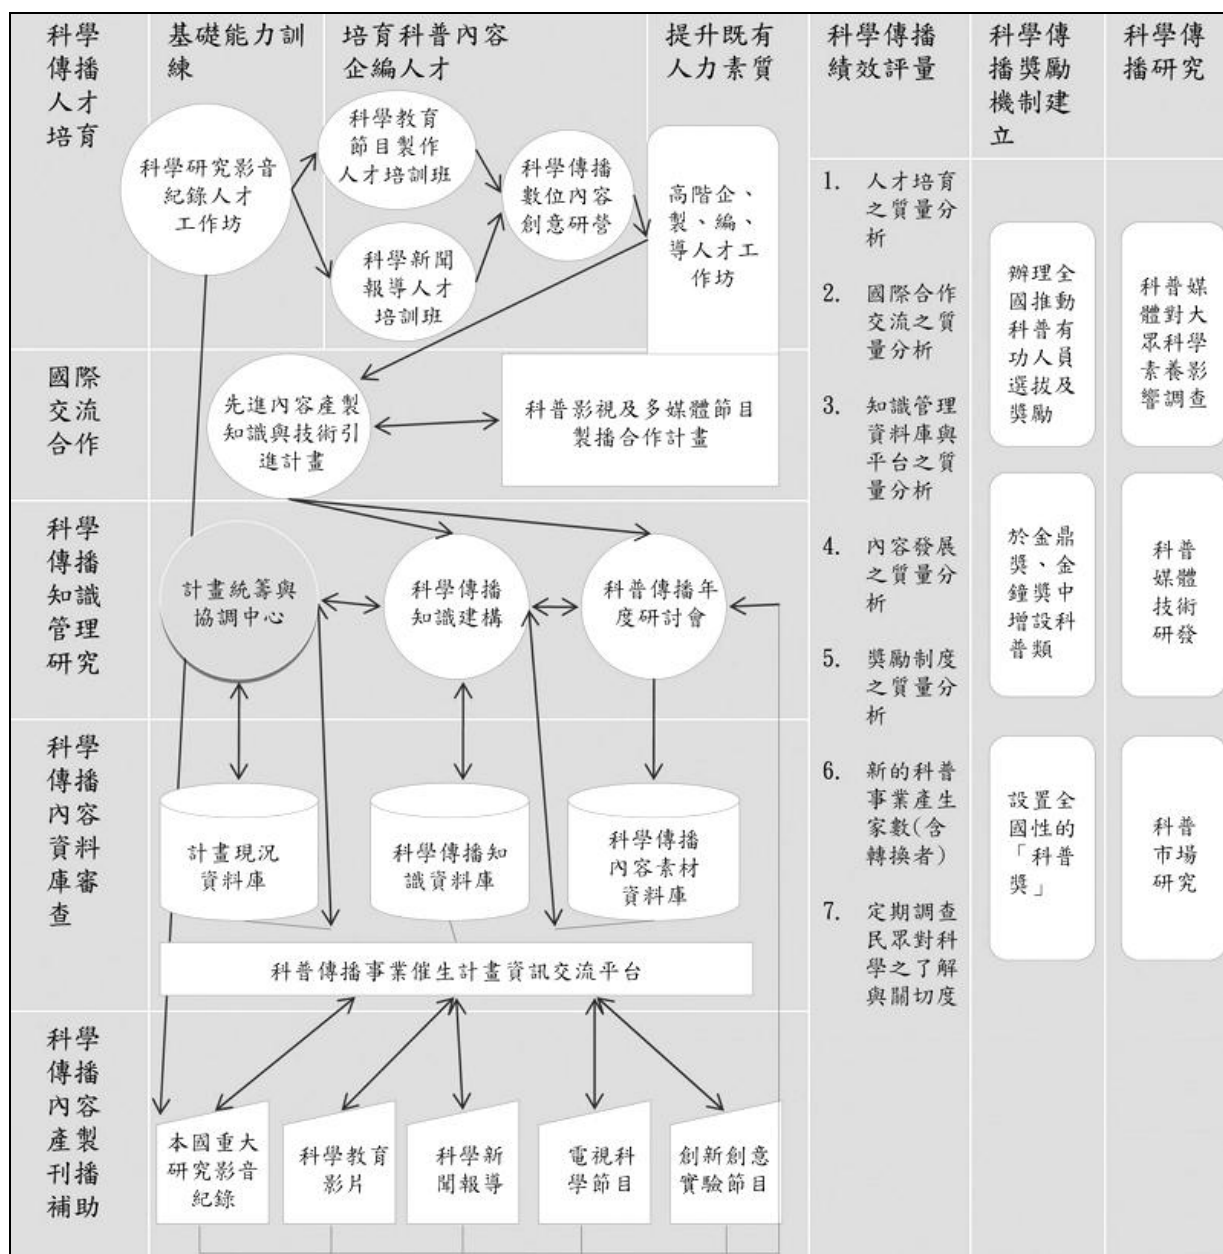 科學
傳播
人才
培育
基礎能力訓
練
培育科普內容
企編人才
提升既有
人力素質
科學研究影音
紀錄人才
工作坊
科學教育
節目製作
人才培訓班
科學新聞
報導人才
培訓班
科學傳播
數位內容
創意研營
高階企、
製、編、
導人才工
作坊
國際
交流
合作
先進內容產製
知識與技術引
進計畫
科普影視及多媒體節目
製播合作計畫
科學
傳播
知識
管理
研究
計畫統籌與
協調中心
科學傳播
知識建構
科普傳播年
度研討會
科學
傳播
內容
資料
庫審
查
計畫現況
資料庫
科學傳播知
識資料庫
科學傳播
內容素材
資料庫
科普傳播事業催生計畫資訊交流平台
科學
傳播
內容
產製
刊播
補助
本國重大
研究影音
紀錄
科學教育
影片
科學新
聞報導
電視科
學節目
創新創意
實驗節目
科學傳播
績效評量
1. 人才培育
之質量分
析
2. 國際合作
交流之質
量分析
3. 知識管理
資料庫與
平台之質
量分析
4. 內容發展
之質量分
析
5. 獎勵制度
之質量分
析
6. 新的科普
事業產生
家數(含
轉換者)
7. 定期調查
民眾對科
學之了解
與關切度
科學傳
播獎勵
機制建
立
辦理全
國推動
科普有
功人員
選拔及
獎勵
於金鼎
獎、金
鐘獎中
增設科
普類
設置全
國性的
「科普
獎」
科學傳
播研究
科普媒
體對大
眾科學
素養影
響調查
科普
媒體
技術
研發
科普
市場
研究